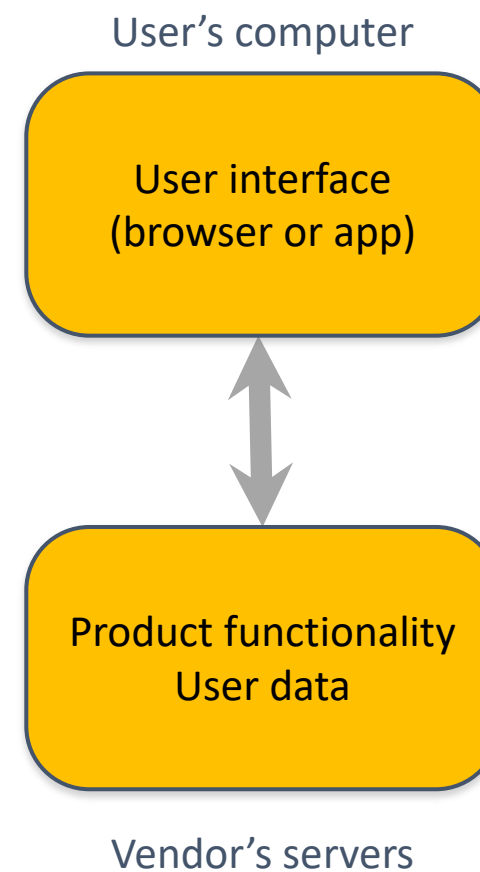 User’s computer
User interface
(browser or app)
Product functionality
User data
Vendor’s servers